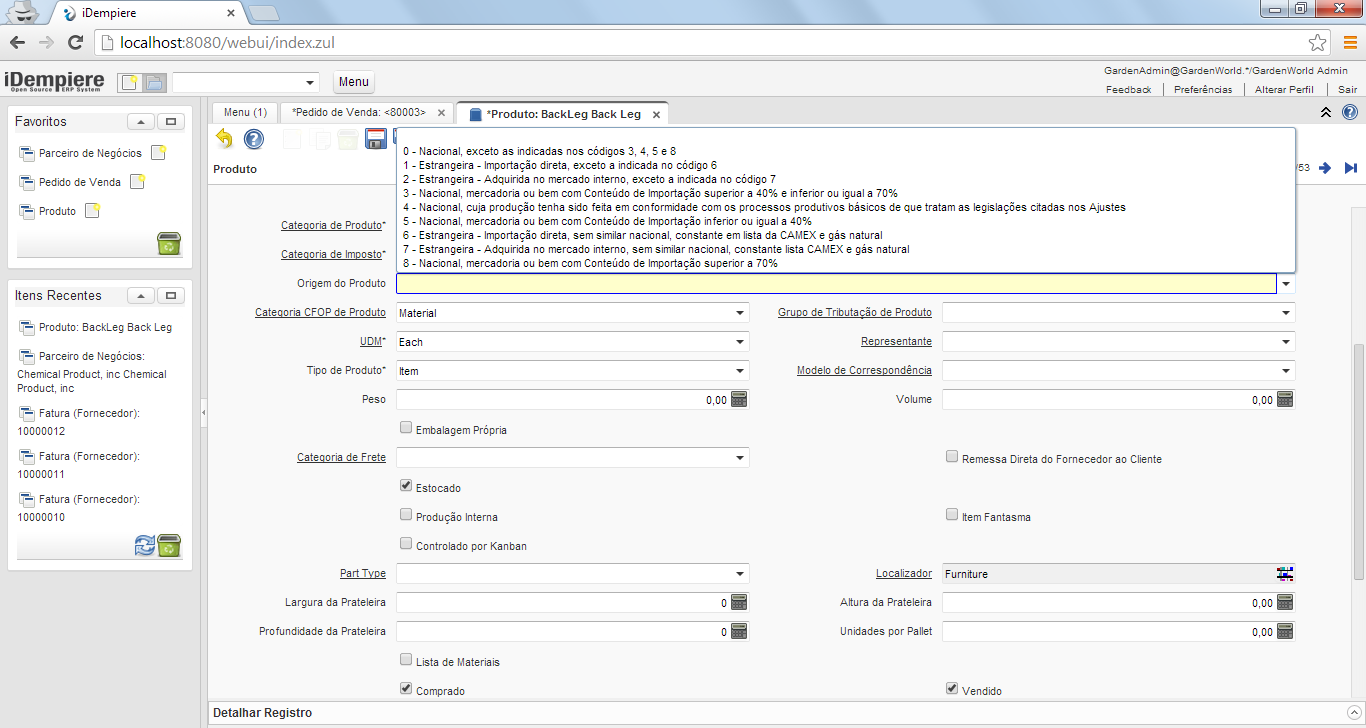 iDempiere
localhost:8080/webui/index.zul
iDempiere
Open Source ERP System
Menu
GardenAdmin@GardenWorld.*/GardenWorld Admin
Feedback
Preferências
Alterar Perfil
Sair
Favoritos
Parceiro de Negócios
Pedido de Venda
Produto
Itens Recentes
Produto: BackLeg Back Leg
Parceiro de Negócios:
Chemical Product, inc Chemical
Product, inc
Fatura (Fornecedor):
10000012
Fatura (Fornecedor):
10000011
Fatura (Fornecedor):
10000010
Menu (1)
*Pedido de Venda: <80003>
*Produto: BackLeg Back Leg
Produto
/53
0 - Nacional, exceto as indicadas nos códigos 3, 4, 5 e 8
1 - Estrangeira - Importação direta, exceto a indicada no código 6
2 - Estrangeira - Adquirida no mercado interno, exceto a indicada no código 7
3 - Nacional, mercadoria ou bem com Conteúdo de Importação superior a 40% e inferior ou igual a 70%
4 - Nacional, cuja produção tenha sido feita em conformidade com os processos produtivos básicos de que tratam as legislações citadas nos Ajustes
5 - Nacional, mercadoria ou bem com Conteúdo de Importação inferior ou igual a 40%
6 - Estrangeira - Importação direta, sem similar nacional, constante em lista da CAMEX e gás natural
7 - Estrangeira - Adquirida no mercado interno, sem similar nacional, constante lista CAMEX e gás natural
8 - Nacional, mercadoria ou bem com Conteúdo de Importação superior a 70%
Categoria de Produto*
Categoria de Imposto*
Origem do Produto
Categoria CFOP de Produto
Material
Grupo de Tributação de Produto
UDM*
Each
Representante
Tipo de Produto*
Item
Modelo de Correspondência
Peso
0,00
Volume
0,00
Embalagem Própria
Categoria de Frete
Remessa Direta do Fornecedor ao Cliente
Estocado
Produção Interna
Item Fantasma
Controlado por Kanban
Part Type
Localizador
Furniture
Largura da Prateleira
0
Altura da Prateleira
0,00
Profundidade da Prateleira
0
Unidades por Pallet
0,00
Lista de Materiais
Comprado
Vendido
Detalhar Registro